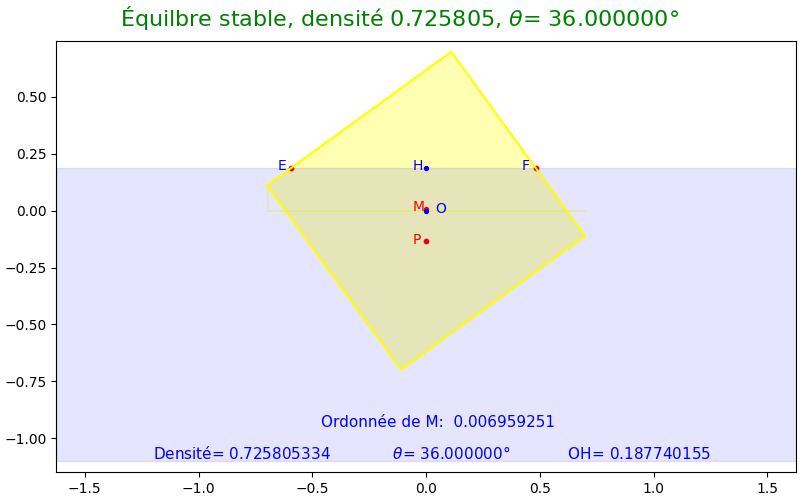 Équilbre stable, densité 0.725805, θ= 36.000000°
0.50
0.25
0.00
−0.25
−0.50
−0.75
−1.00
E
H
F
M
O
P
Ordonnée de M:  0.006959251
Densité= 0.725805334
θ= 36.000000°
OH= 0.187740155
−1.5
−1.0
−0.5
0.0
0.5
1.0
1.5